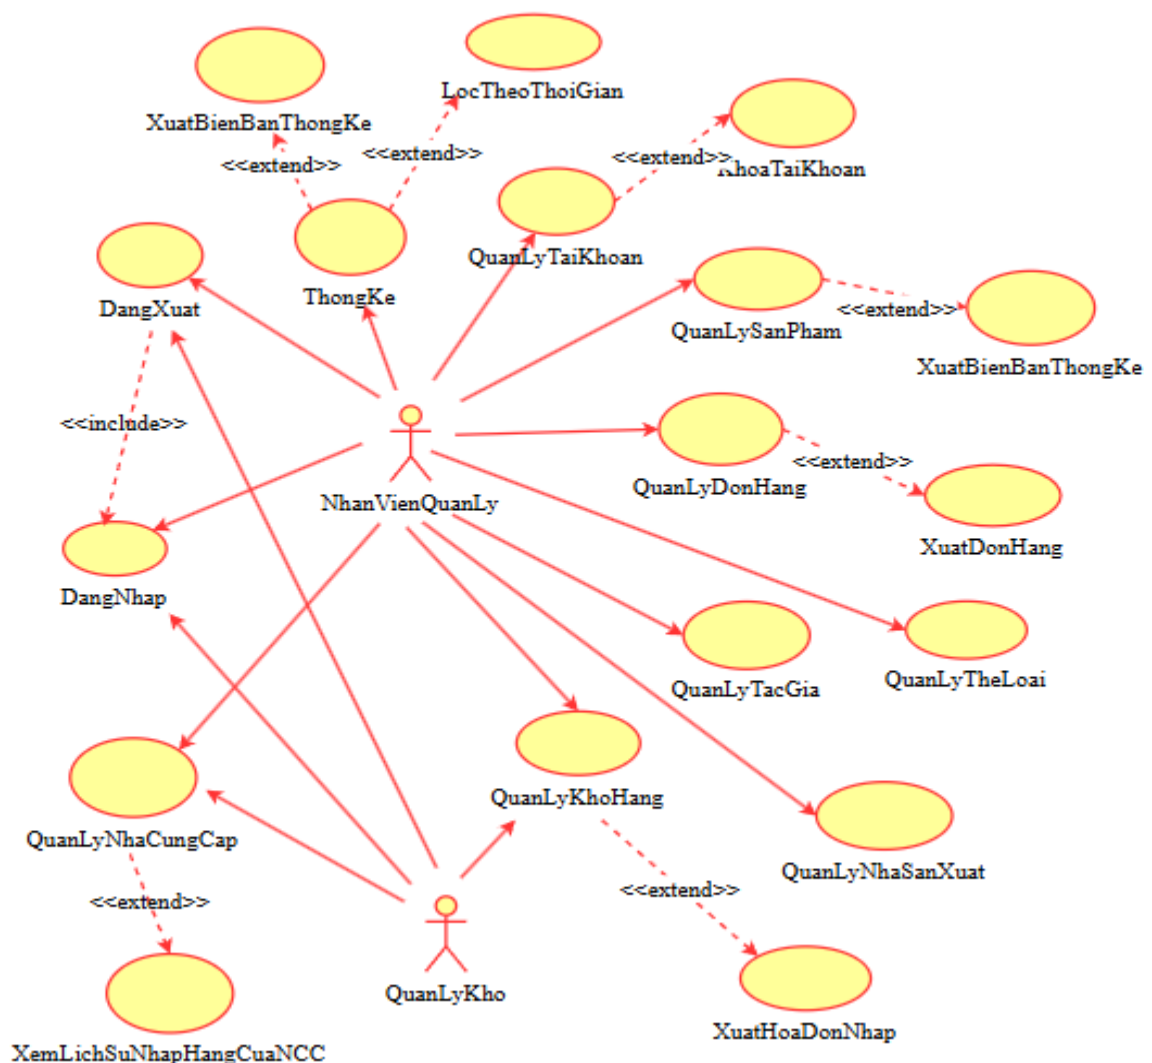 LocTheoThoiGian
XuatBienBanThongKe
<<extend>>
<<extend>>
<<extend>>
KhoaTaiKhoan
QuanLyTaiKhoan
ThongKe
DangXuat
QuanLySanPham
<<extend>>
XuatBienBanThongKe
<<include>>
NhanVienQuanLy
QuanLyDonHang
<<extend>>
XuatDonHang
DangNhap
QuanLyTacGia
QuanLyTheLoai
QuanLyNhaCungCap
QuanLyKhoHang
QuanLyNhaSanXuat
<<extend>>
<<extend>>
QuanLyKho
XuatHoaDonNhap
XemLichSuNhapHangCuaNCC